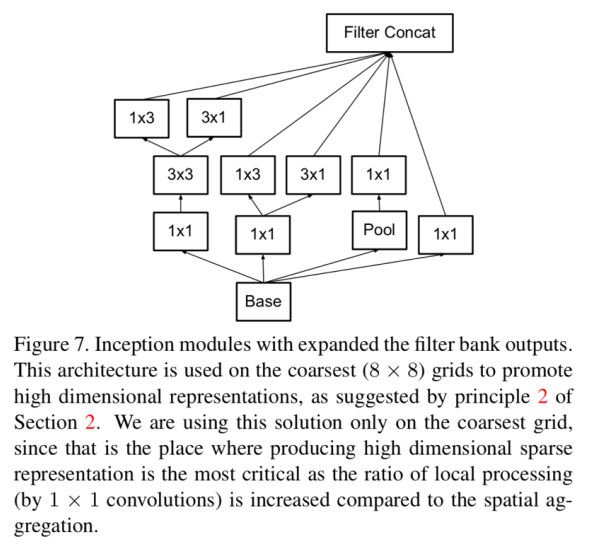 Filter Concat
1x3 3x1
3x3 1x3 3x1 1x1
1x1 1x1 Pool 1x1
Base
Figure 7. Inception modules with expanded the filter bank outputs.
This architecture is used on the coarsest (8 × 8) grids to promote
high dimensional representations, as suggested by principle 2 of
Section 2. We are using this solution only on the coarsest grid,
since that is the place where producing high dimensional sparse
representation is the most critical as the ratio of local processing
(by 1 × 1 convolutions) is increased compared to the spatial ag-
gregation.